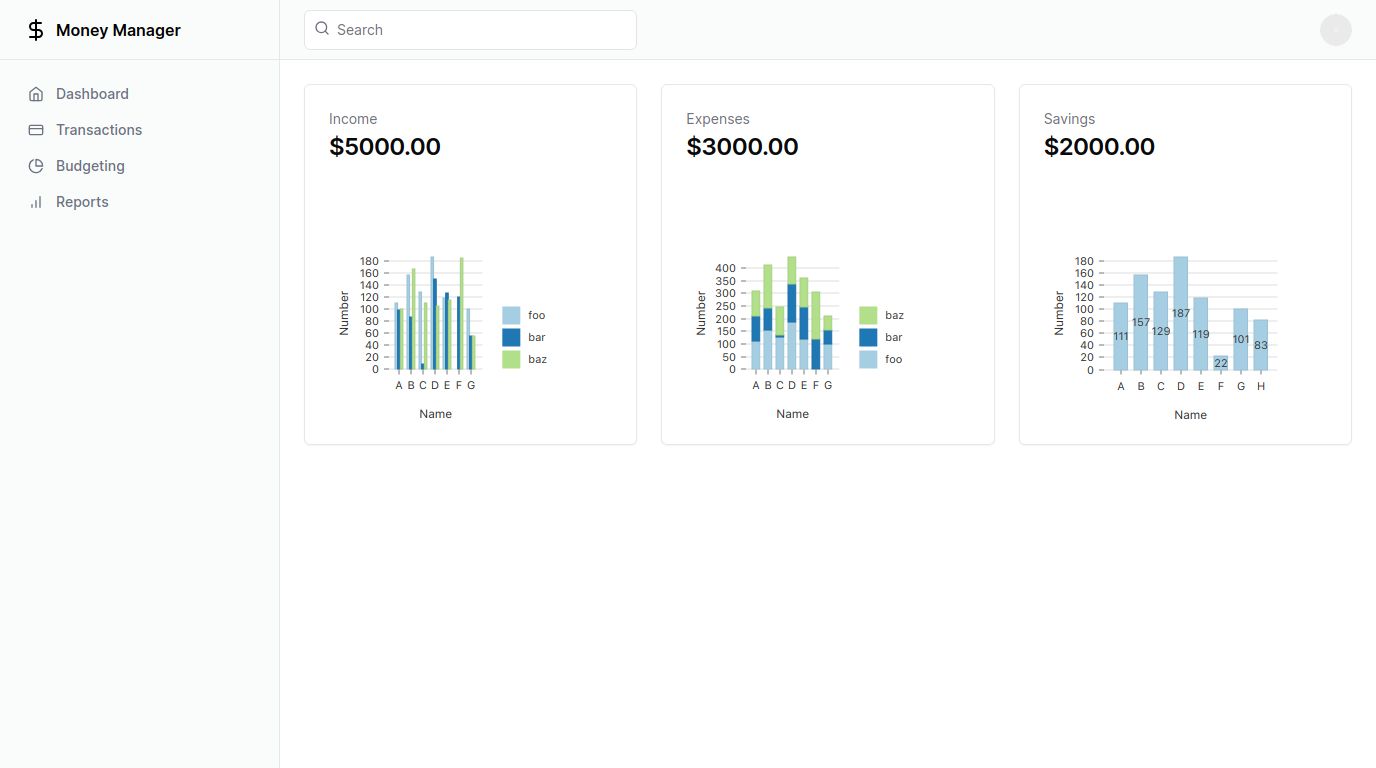 Money Manager
Search
Dashboard
Transactions
Budgeting
Reports
Income
$5000.00
180
160
140
120
100
80
60
40
20
0
Number
A B C D E F G
Name
foo
bar
baz
Expenses
$3000.00
400
350
300
250
200
150
100
50
0
Number
A B C D E F G
Name
baz
bar
foo
Savings
$2000.00
180
160
140
120
100
80
60
40
20
0
Number
111 157 129 187 119 22 101 83
A B C D E F G H
Name